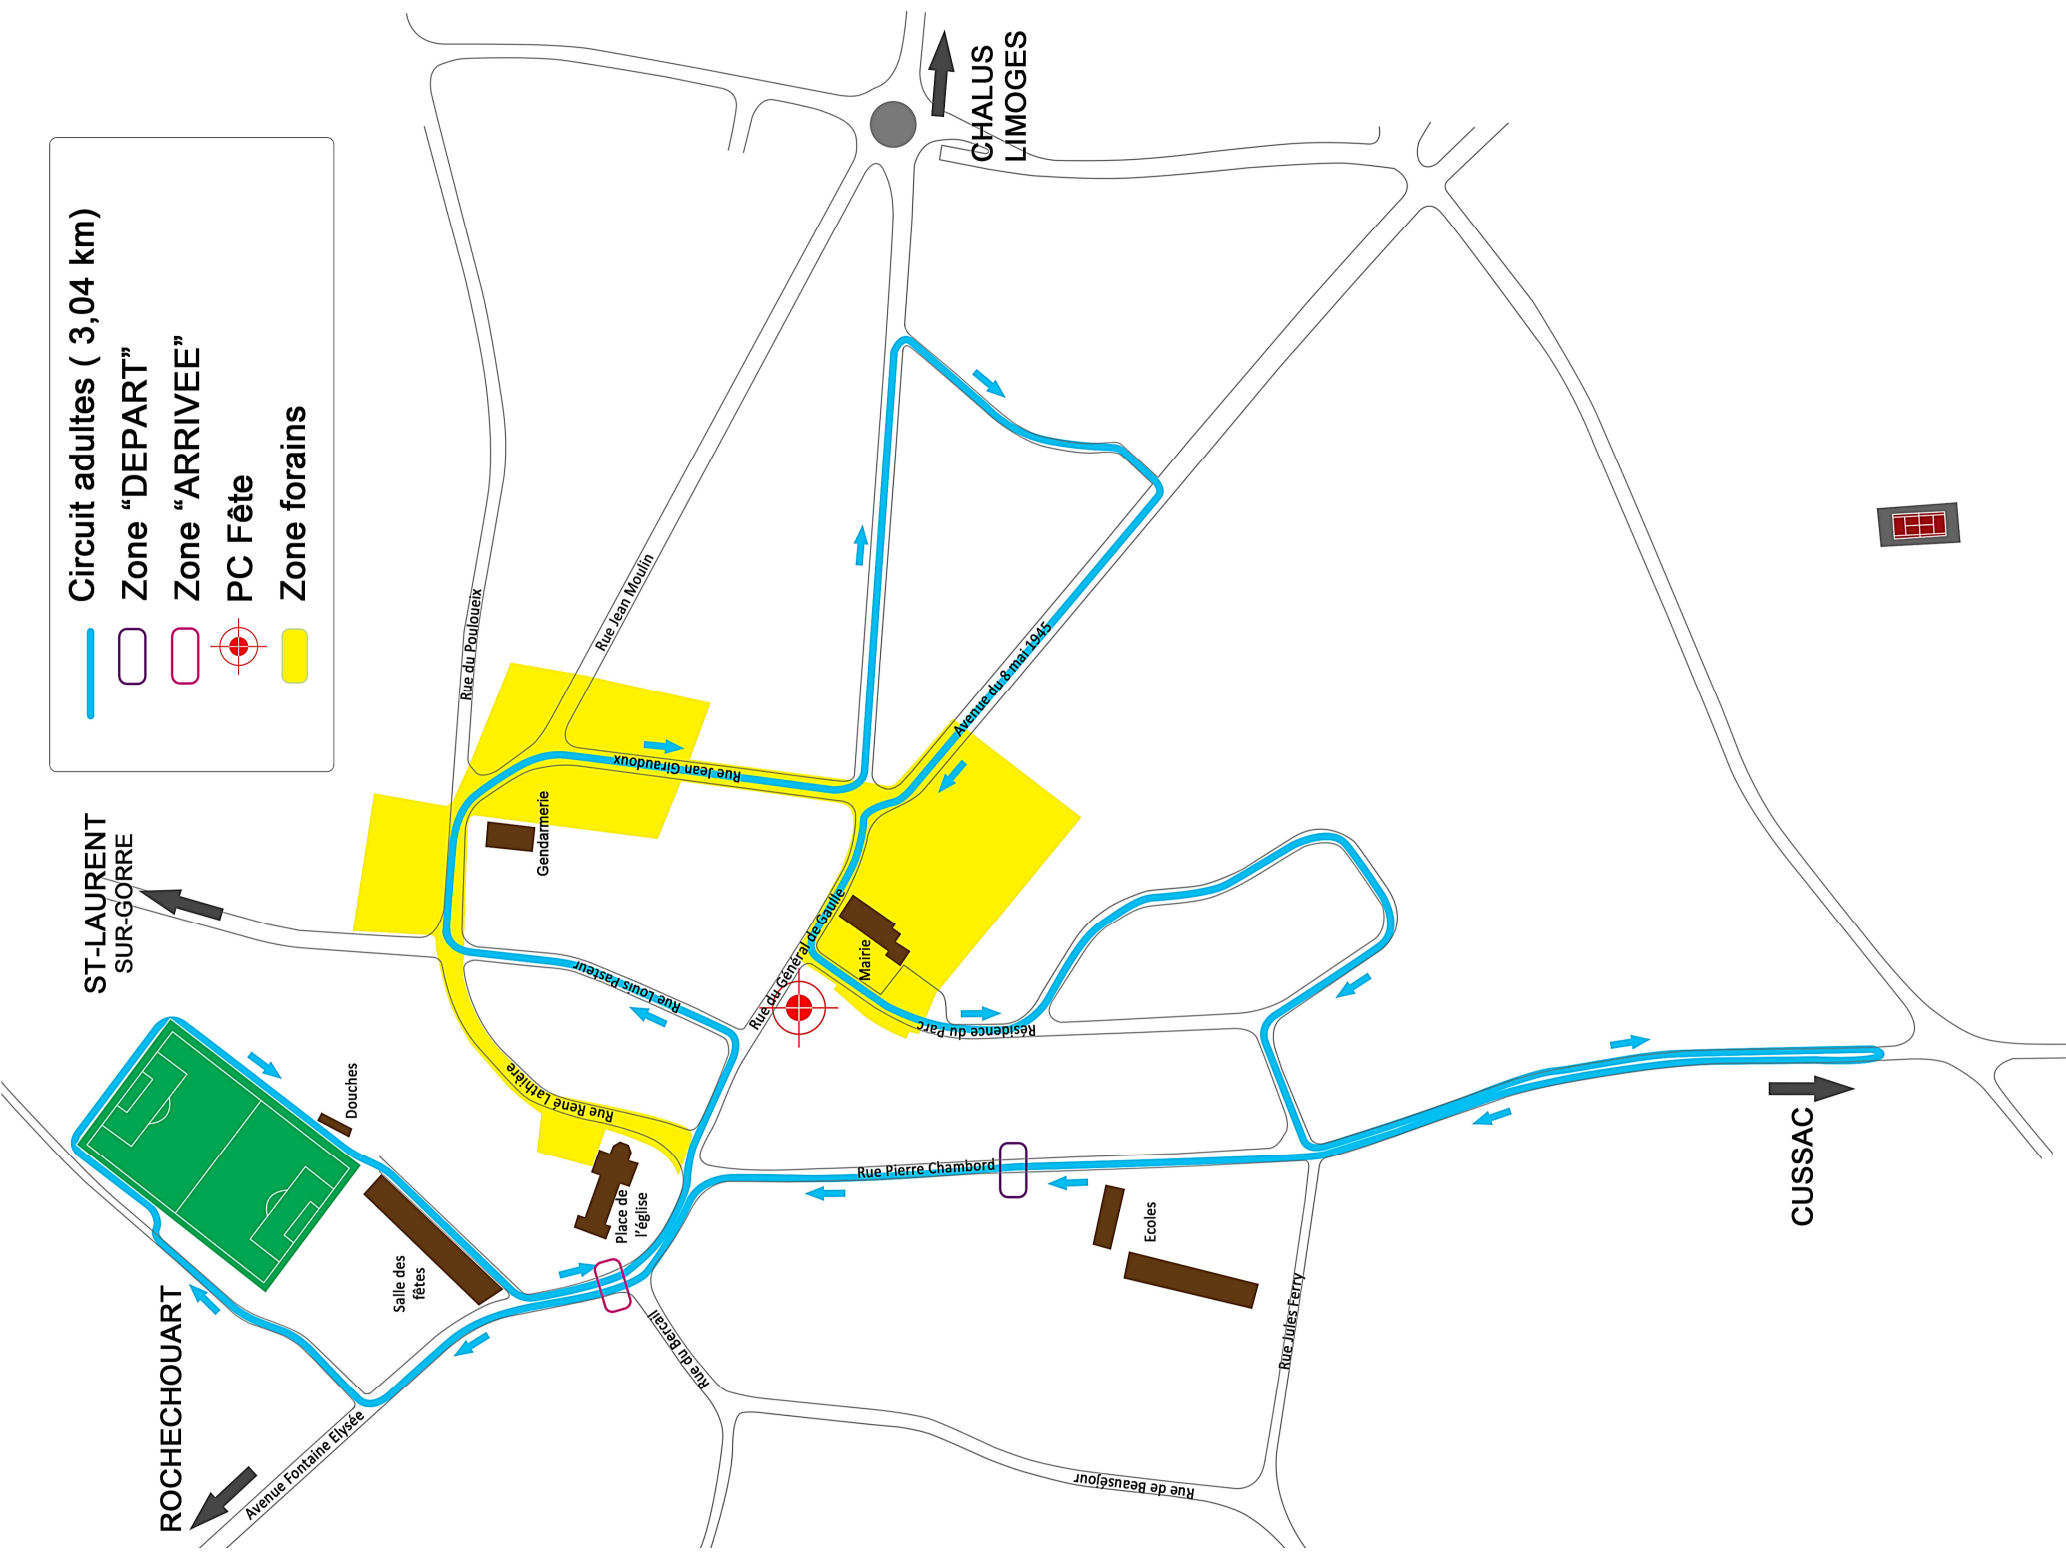 Circuit adultes ( 3,04 km)
Zone “DEPART”
Zone “ARRIVEE”
PC Fête
Zone forains
CHALUS
LIMOGES
ST-LAURENT
SUR-GORRE
ROCHECHOUART
CUSSAC
Rue du Pouloueix
Rue Jean Moulin
Rue Jean Giraudoux
Gendarmerie
Avenue du 8 mai 1945
Rue du Général de Gaulle
Mairie
Résidence du Parc
Rue Louis Pasteur
Rue René Lathière
Douches
Salle des
fêtes
Place de
l'église
Rue Pierre Chambord
Ecoles
Rue Jules Ferry
Rue du Bercail
Rue de Beauséjour
Avenue Fontaine Elysée